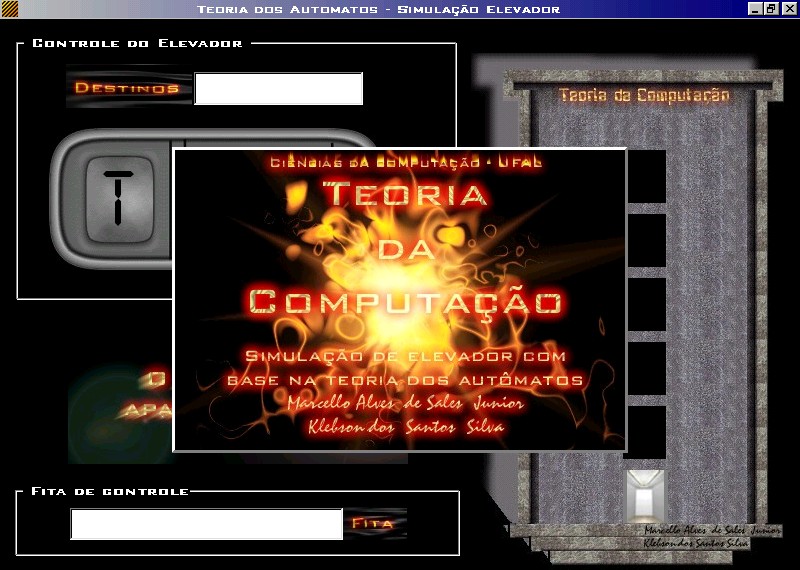 Teoria dos Automatos - Simulação Elevador
Controle do Elevador
Destinos
Teoria da Computação
T
Ciências da computação - UFAL
Teoria
da
Computação
Simulação de elevador com
base na teoria dos autômatos
Marcello Alves de Sales Junior
Klebson dos Santos Silva
O
APA
Fita de controle
Fita
Marcello Alves de Sales Junior
Klebson dos Santos Silva